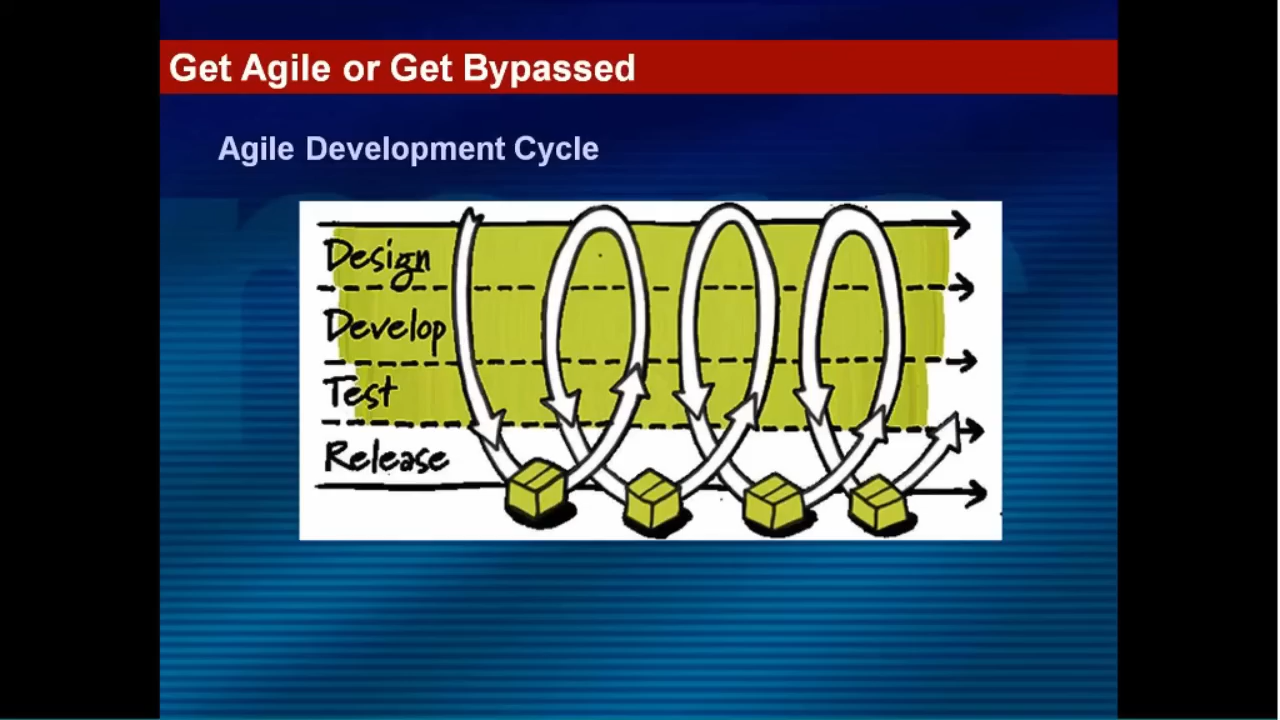 Get Agile or Get Bypassed
Agile Development Cycle
Design
Develop
Test
Release